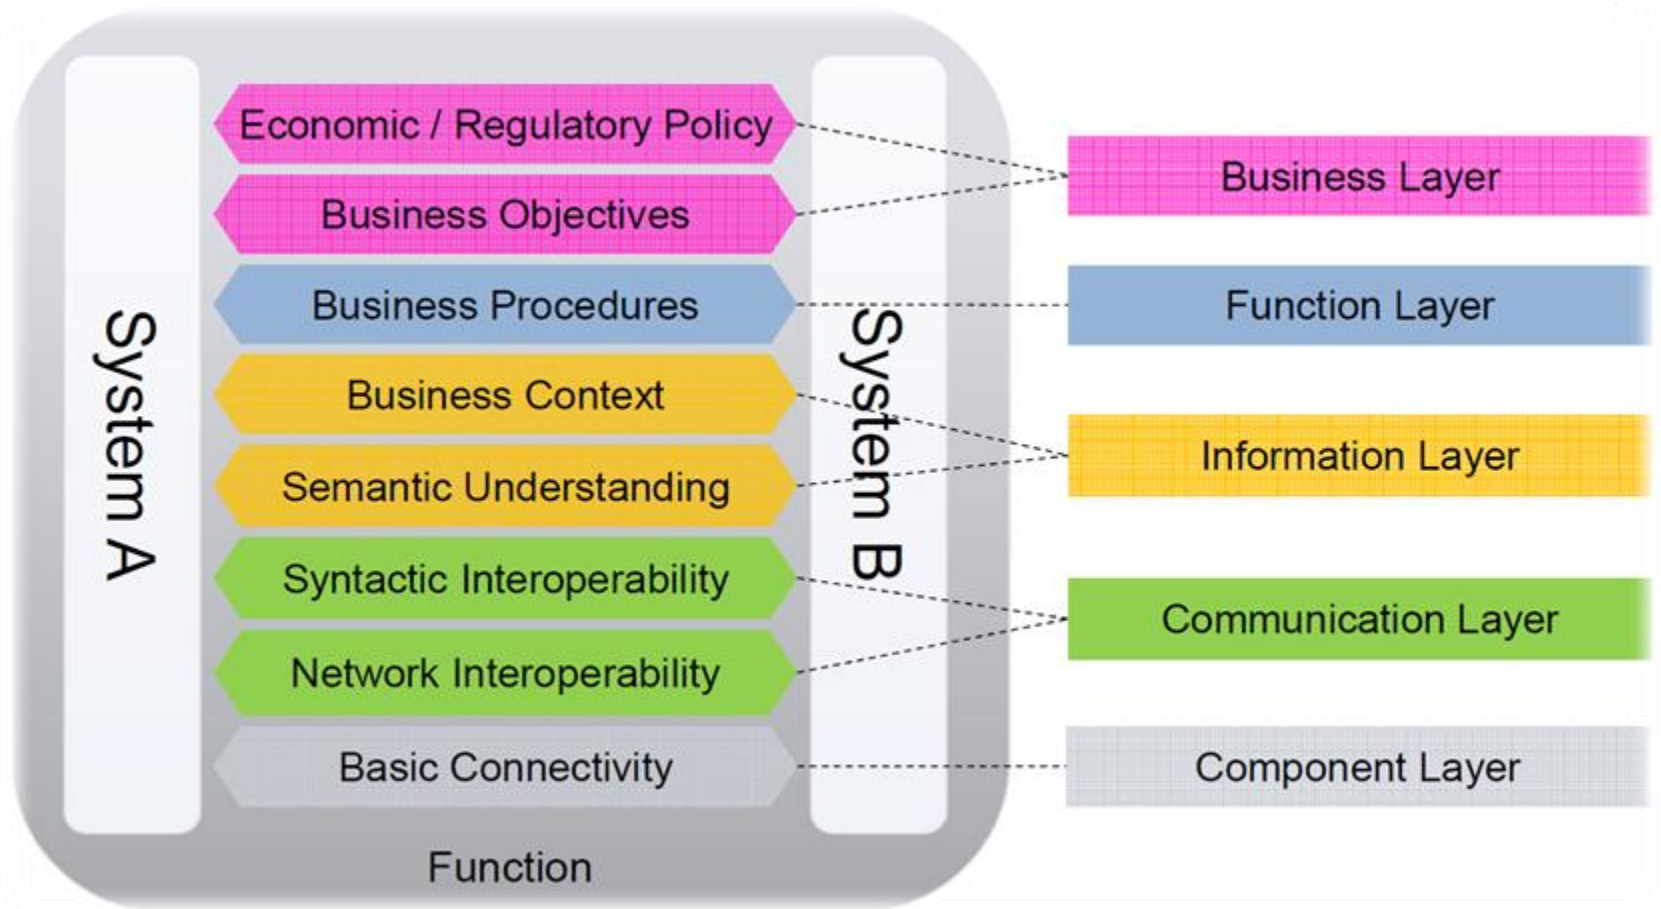 System A
Economic / Regulatory Policy
Business Objectives
Business Procedures
Business Context
Semantic Understanding
Syntactic Interoperability
Network Interoperability
Basic Connectivity
Function
System B
Business Layer
Function Layer
Information Layer
Communication Layer
Component Layer